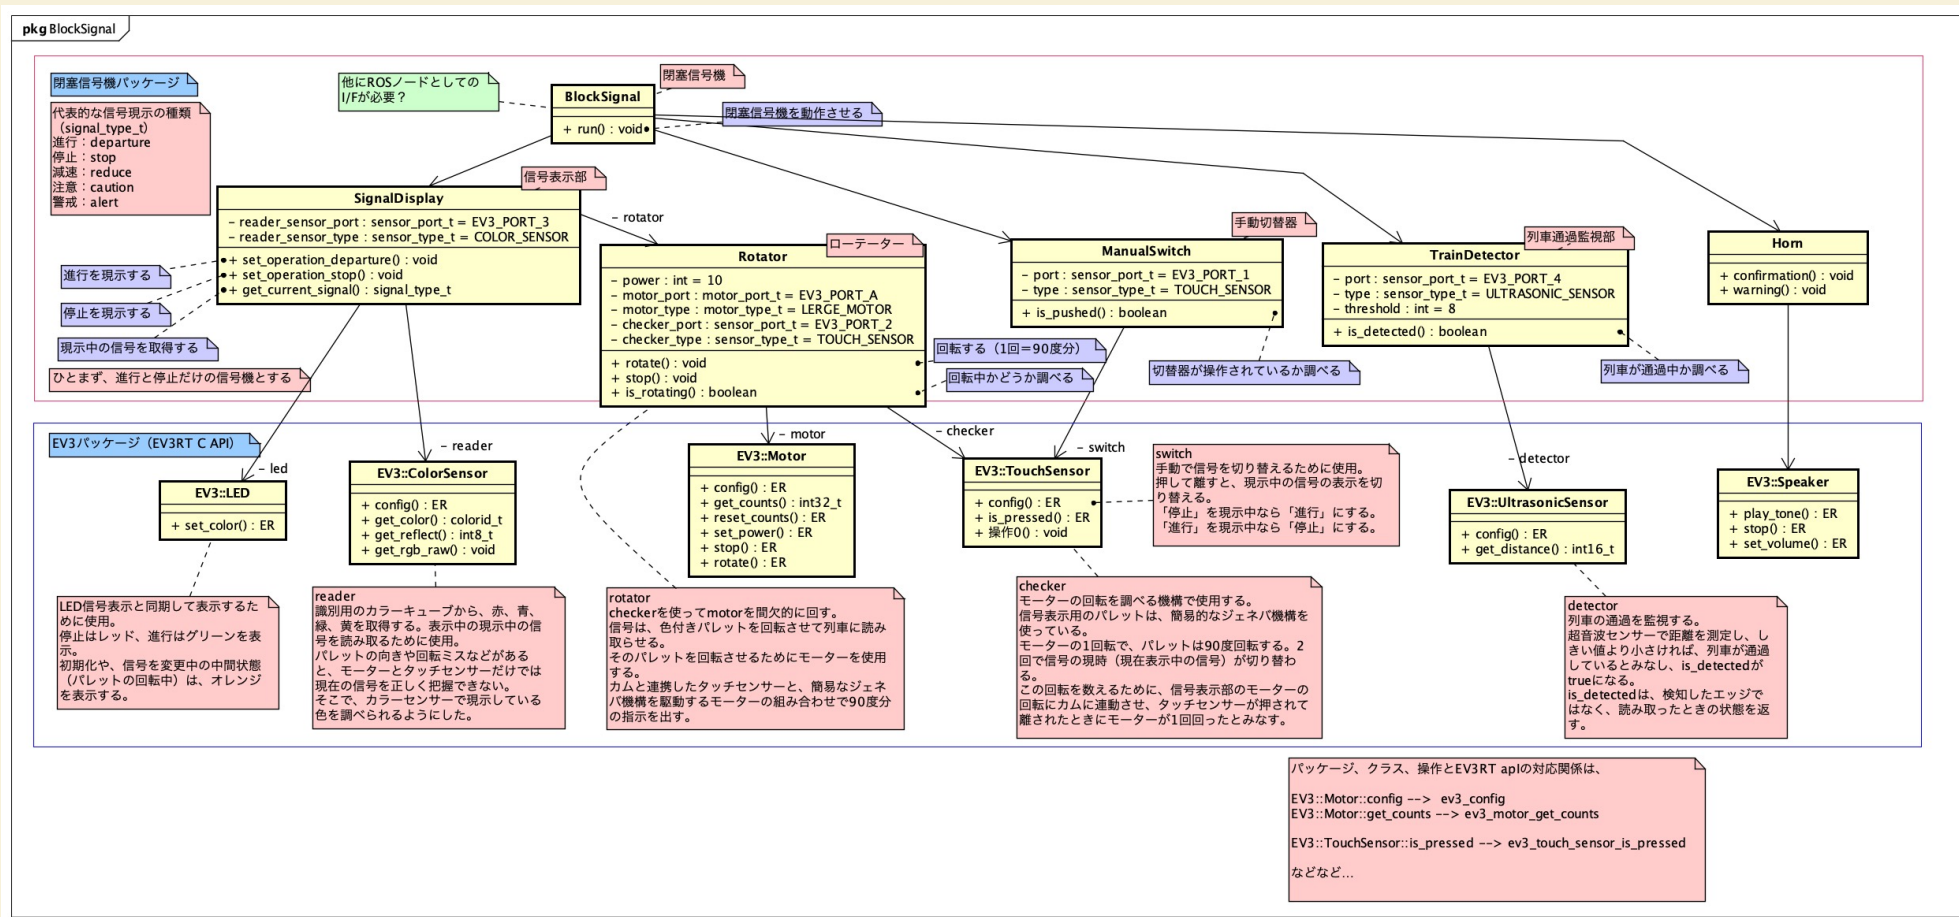 pkg BlockSignal
閉塞信号機パッケージ
代表的な信号現示の種類
（signal_type_t）
進行：departure
停止：stop
減速：reduce
注意：caution
警戒：alert
他にROSノードとしての
I/Fが必要？
閉塞信号機
BlockSignal
+ run() : void
閉塞信号機を動作させる
信号表示部
SignalDisplay
− reader_sensor_port : sensor_port_t = EV3_PORT_3
− reader_sensor_type : sensor_type_t = COLOR_SENSOR
+ set_operation_departure() : void
+ set_operation_stop() : void
+ get_current_signal() : signal_type_t
進行を現示する
停止を現示する
現示中の信号を取得する
ひとまず、進行と停止だけの信号機とする
− rotator
ローテーター
Rotator
− power : int = 10
− motor_port : motor_port_t = EV3_PORT_A
− motor_type : motor_type_t = LERGE_MOTOR
− checker_port : sensor_port_t = EV3_PORT_2
− checker_type : sensor_type_t = TOUCH_SENSOR
+ rotate() : void
+ stop() : void
+ is_rotating() : boolean
回転する（1回＝90度分）
回転中かどうか調べる
手動切替器
ManualSwitch
− port : sensor_port_t = EV3_PORT_1
− type : sensor_type_t = TOUCH_SENSOR
+ is_pushed() : boolean
切替器が操作されているか調べる
列車通過監視部
TrainDetector
− port : sensor_port_t = EV3_PORT_4
− type : sensor_type_t = ULTRASONIC_SENSOR
− threshold : int = 8
+ is_detected() : boolean
列車が通過中か調べる
Horn
+ confirmation() : void
+ warning() : void
EV3パッケージ（EV3RT C API）
− led
EV3::LED
+ set_color() : ER
− reader
EV3::ColorSensor
+ config() : ER
+ get_color() : colorid_t
+ get_reflect() : int8_t
+ get_rgb_raw() : void
− motor
EV3::Motor
+ config() : ER
+ get_counts() : int32_t
+ reset_counts() : ER
+ set_power() : ER
+ stop() : ER
+ rotate() : ER
− checker
− switch
EV3::TouchSensor
+ config() : ER
+ is_pressed() : ER
+ 操作0() : void
switch
手動で信号を切り替えるために使用。
押して離すと、現示中の信号の表示を切
り替える。
「停止」を現示中なら「進行」にする。
「進行」を現示中なら「停止」にする。
− detector
EV3::UltrasonicSensor
+ config() : ER
+ get_distance() : int16_t
EV3::Speaker
+ play_tone() : ER
+ stop() : ER
+ set_volume() : ER
LED信号表示と同期して表示するた
めに使用。
停止はレッド、進行はグリーンを表
示。
初期化や、信号を変更中の中間状態
（パレットの回転中）は、オレンジ
を表示する。
reader
識別用のカラーキューブから、赤、青、
緑、黄を取得する。表示中の現示中の信
号を読み取るために使用。
パレットの向きや回転ミスなどがある
と、モーターとタッチセンサーだけでは
現在の信号を正しく把握できない。
そこで、カラーセンサーで現示している
色を調べられるようにした。
rotator
checkerを使ってmotorを間欠的に回す。
信号は、色付きパレットを回転させて列車に読み
取らせる。
そのパレットを回転させるためにモーターを使用
する。
カムと連携したタッチセンサーと、簡易なジェネ
バ機構を駆動するモーターの組み合わせで90度分
の指示を出す。
checker
モーターの回転を調べる機構で使用する。
信号表示用のパレットは、簡易的なジェネバ機構を
使っている。
モーターの1回転で、パレットは90度回転する。2
回で信号の現時（現在表示中の信号）が切り替わ
る。
この回転を数えるために、信号表示部のモーターの
回転にカムに連動させ、タッチセンサーが押されて
離されたときにモーターが1回回ったとみなす。
detector
列車の通過を監視する。
超音波センサーで距離を測定し、し
きい値より小さければ、列車が通過
しているとみなし、is_detectedが
trueになる。
is_detectedは、検知したエッジで
はなく、読み取ったときの状態を返
す。
パッケージ、クラス、操作とEV3RT apIの対応関係は、
EV3::Motor::config −−> ev3_config
EV3::Motor::get_counts −−> ev3_motor_get_counts
EV3::TouchSensor::is_pressed −−> ev3_touch_sensor_is_pressed
などなど…